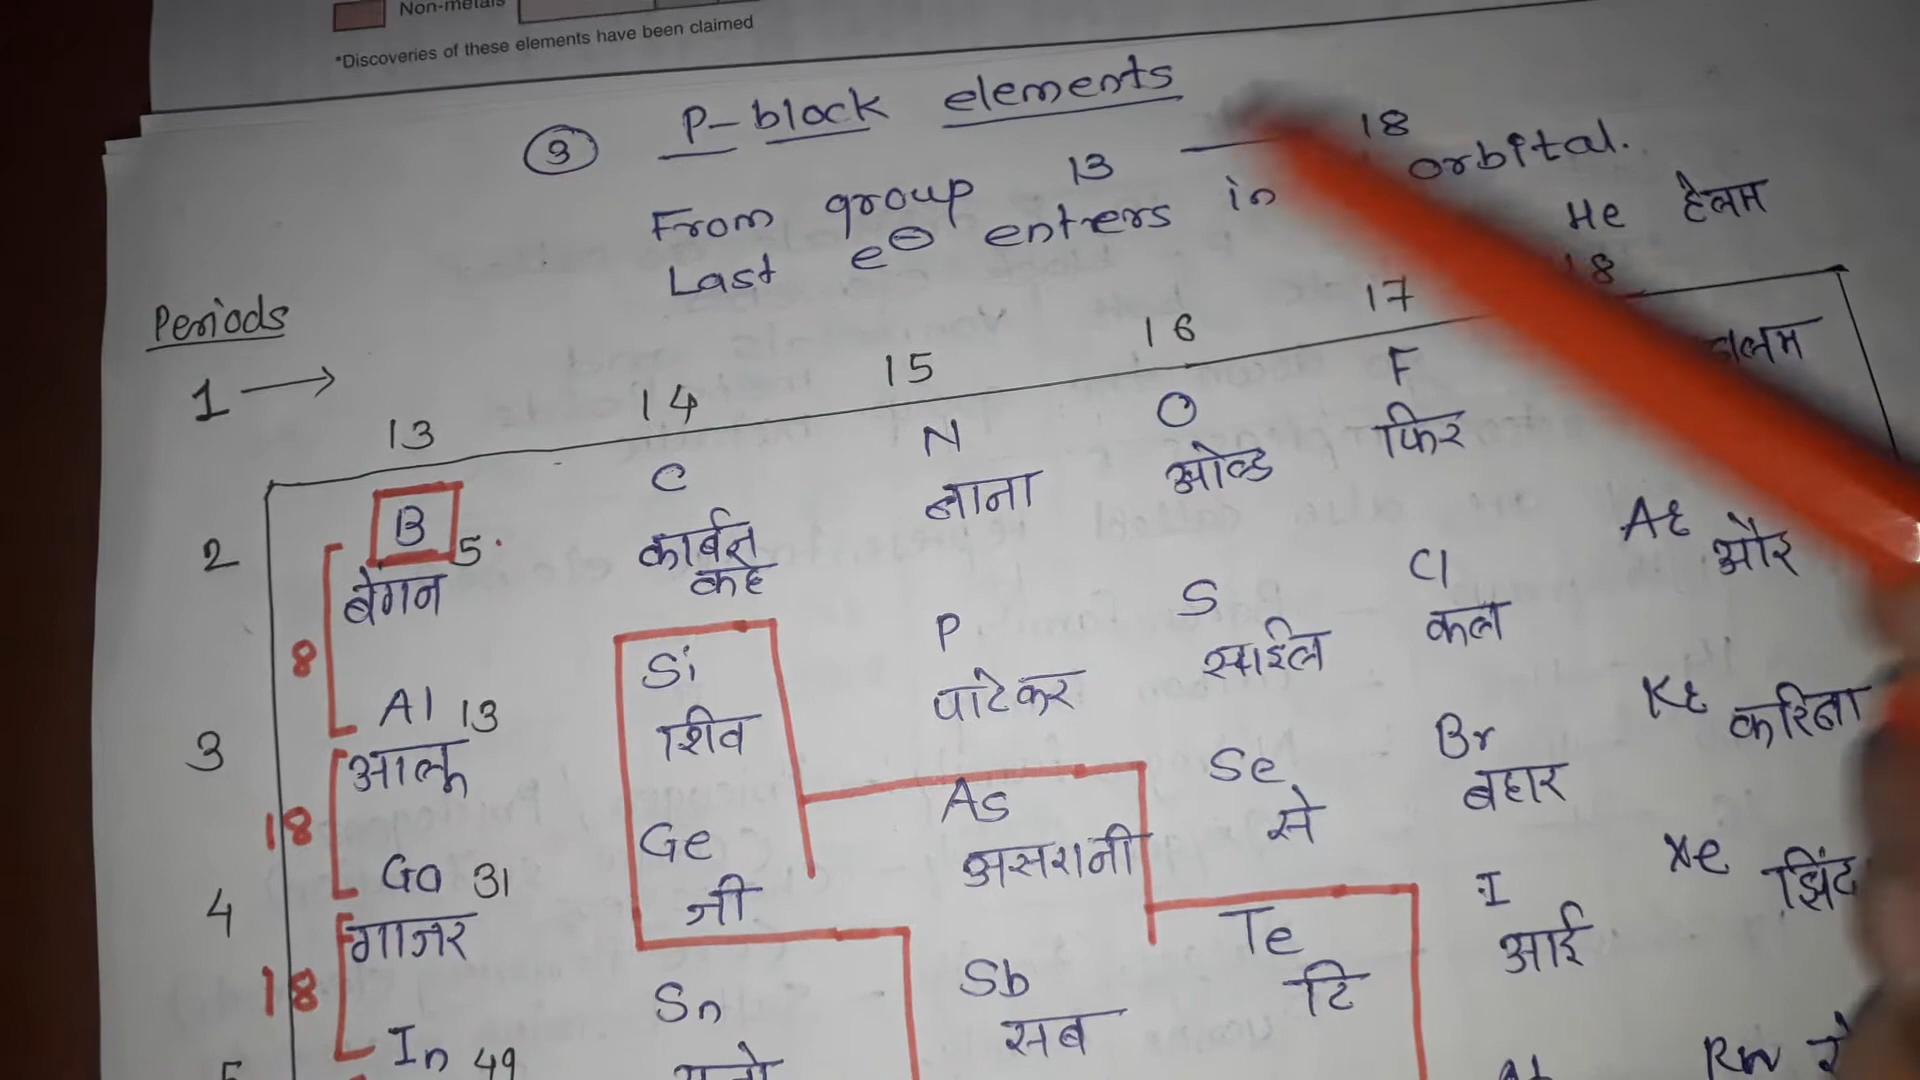 Non-metals
*Discoveries of these elements have been claimed
3 P-block elements
From group 13 — 18
Last e⊖ enters in orbital.
He हेलम
Periods
1 →
13 14 15 16 17 18
2 B 5 C N O F
बेंगन कार्बन नाना ओल्ड फिर
कहे
8
3 Al 13 Si P S Cl Ar और
आलू शिव पाटेकर स्टाईल कल
18
4 Ga 31 Ge As Se Br Kr करिना
गाजर जी असरानी से बहार
18
5 In 49 Sn Sb Te I Xe
सब टि आई
Rn